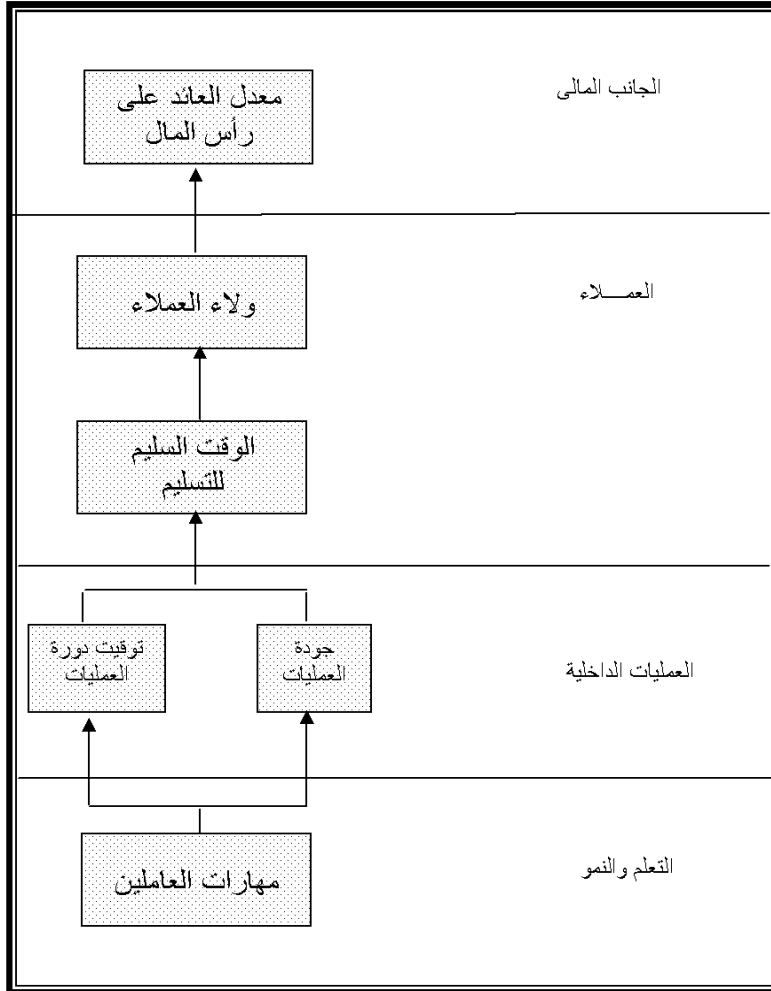 الجانب المالى
معدل العائد على
رأس المال
العمـــلاء
ولاء العملاء
الوقت السليم
للتسليم
العمليات الداخلية
جودة
العمليات
توقيت دورة
العمليات
التعلم والنمو
مهارات العاملين